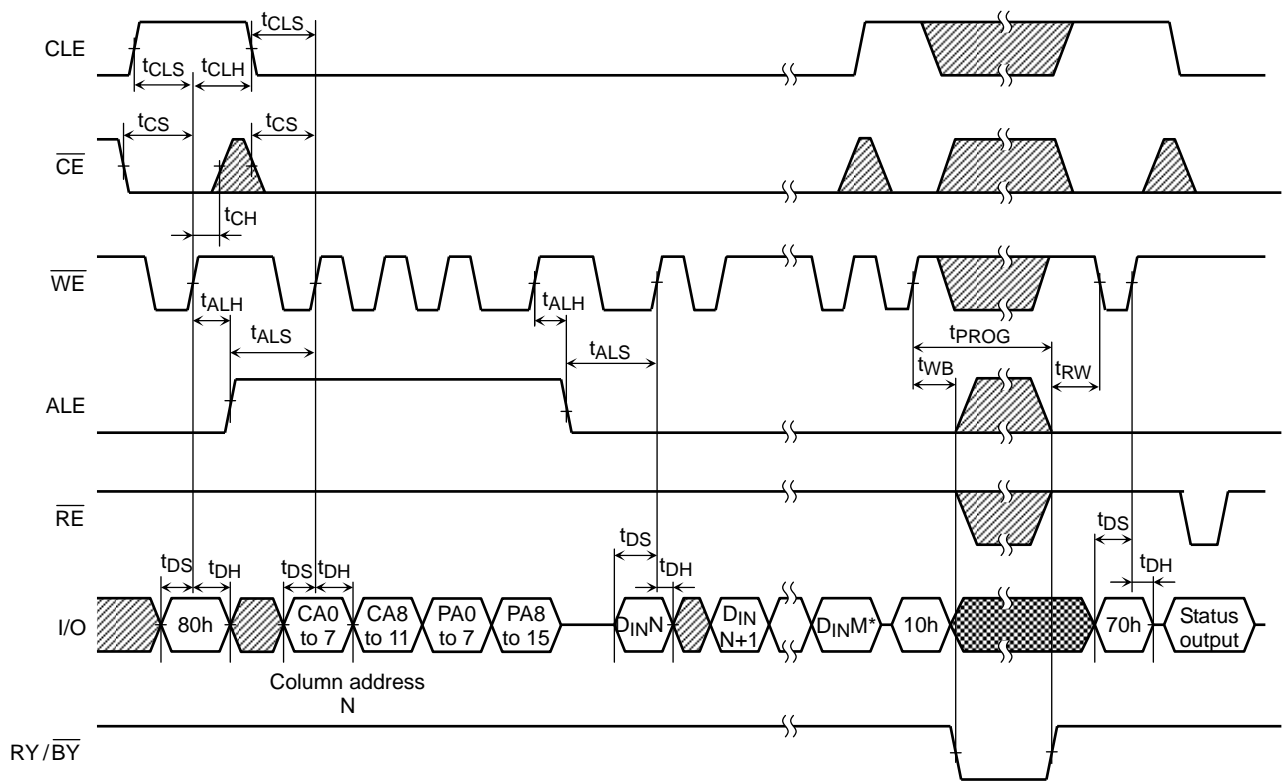 tCLS
CLE
tCLS tCLH
tCS tCS
CE
tCH
WE
tALH tALH
tALS tALS tPROG
tWB tRW
ALE
RE
tDS tDS
tDS tDH tDS tDH tDH tDH
I/O 80h CA0 to 7 CA8 to 11 PA0 to 7 PA8 to 15 DINN DIN N+1 DINM* 10h 70h Status output
Column address
N
RY/BY